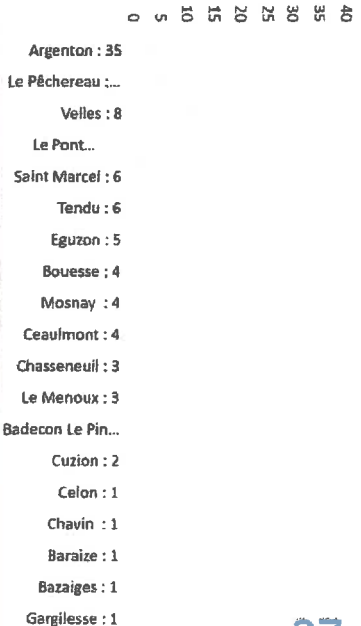 0 5 10 15 20 25 30 35 40
Argenton : 35
Le Pêchereau :...
Velles : 8
Le Pont...
Saint Marcel : 6
Tendu : 6
Eguzon : 5
Bouesse : 4
Mosnay : 4
Ceaulmont : 4
Chasseneuil : 3
Le Menoux : 3
Badecon Le Pin...
Cuzion : 2
Celon : 1
Chavin : 1
Baraize : 1
Bazaiges : 1
Gargilesse : 1